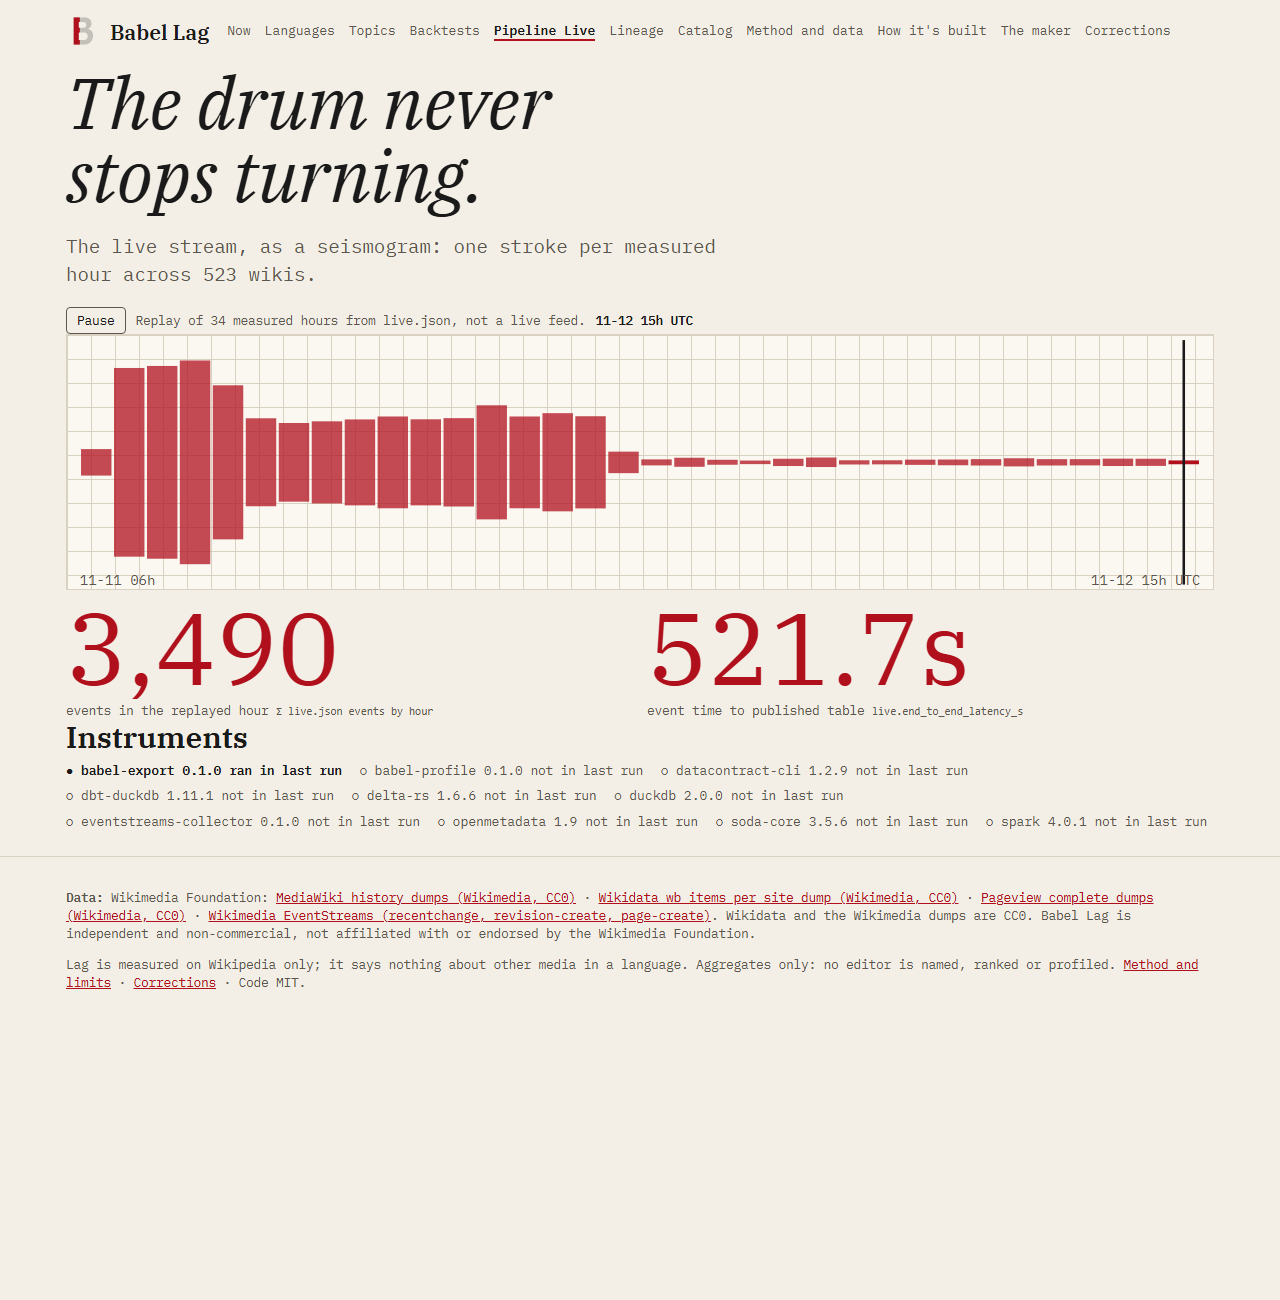 Babel Lag Now Languages Topics Backtests Pipeline Live Lineage Catalog Method and data How it's built The maker Corrections
The drum never
stops turning.
The live stream, as a seismogram: one stroke per measured
hour across 523 wikis.
Pause Replay of 34 measured hours from live.json, not a live feed. 11-12 15h UTC
11-11 06h 11-12 15h UTC
3,490 521.7s
events in the replayed hour Σ live.json events by hour event time to published table live.end_to_end_latency_s
Instruments
● babel-export 0.1.0 ran in last run ○ babel-profile 0.1.0 not in last run ○ datacontract-cli 1.2.9 not in last run
○ dbt-duckdb 1.11.1 not in last run ○ delta-rs 1.6.6 not in last run ○ duckdb 2.0.0 not in last run
○ eventstreams-collector 0.1.0 not in last run ○ openmetadata 1.9 not in last run ○ soda-core 3.5.6 not in last run ○ spark 4.0.1 not in last run
Data: Wikimedia Foundation: MediaWiki history dumps (Wikimedia, CC0) · Wikidata wb items per site dump (Wikimedia, CC0) · Pageview complete dumps
(Wikimedia, CC0) · Wikimedia EventStreams (recentchange, revision-create, page-create). Wikidata and the Wikimedia dumps are CC0. Babel Lag is
independent and non-commercial, not affiliated with or endorsed by the Wikimedia Foundation.
Lag is measured on Wikipedia only; it says nothing about other media in a language. Aggregates only: no editor is named, ranked or profiled. Method and
limits · Corrections · Code MIT.